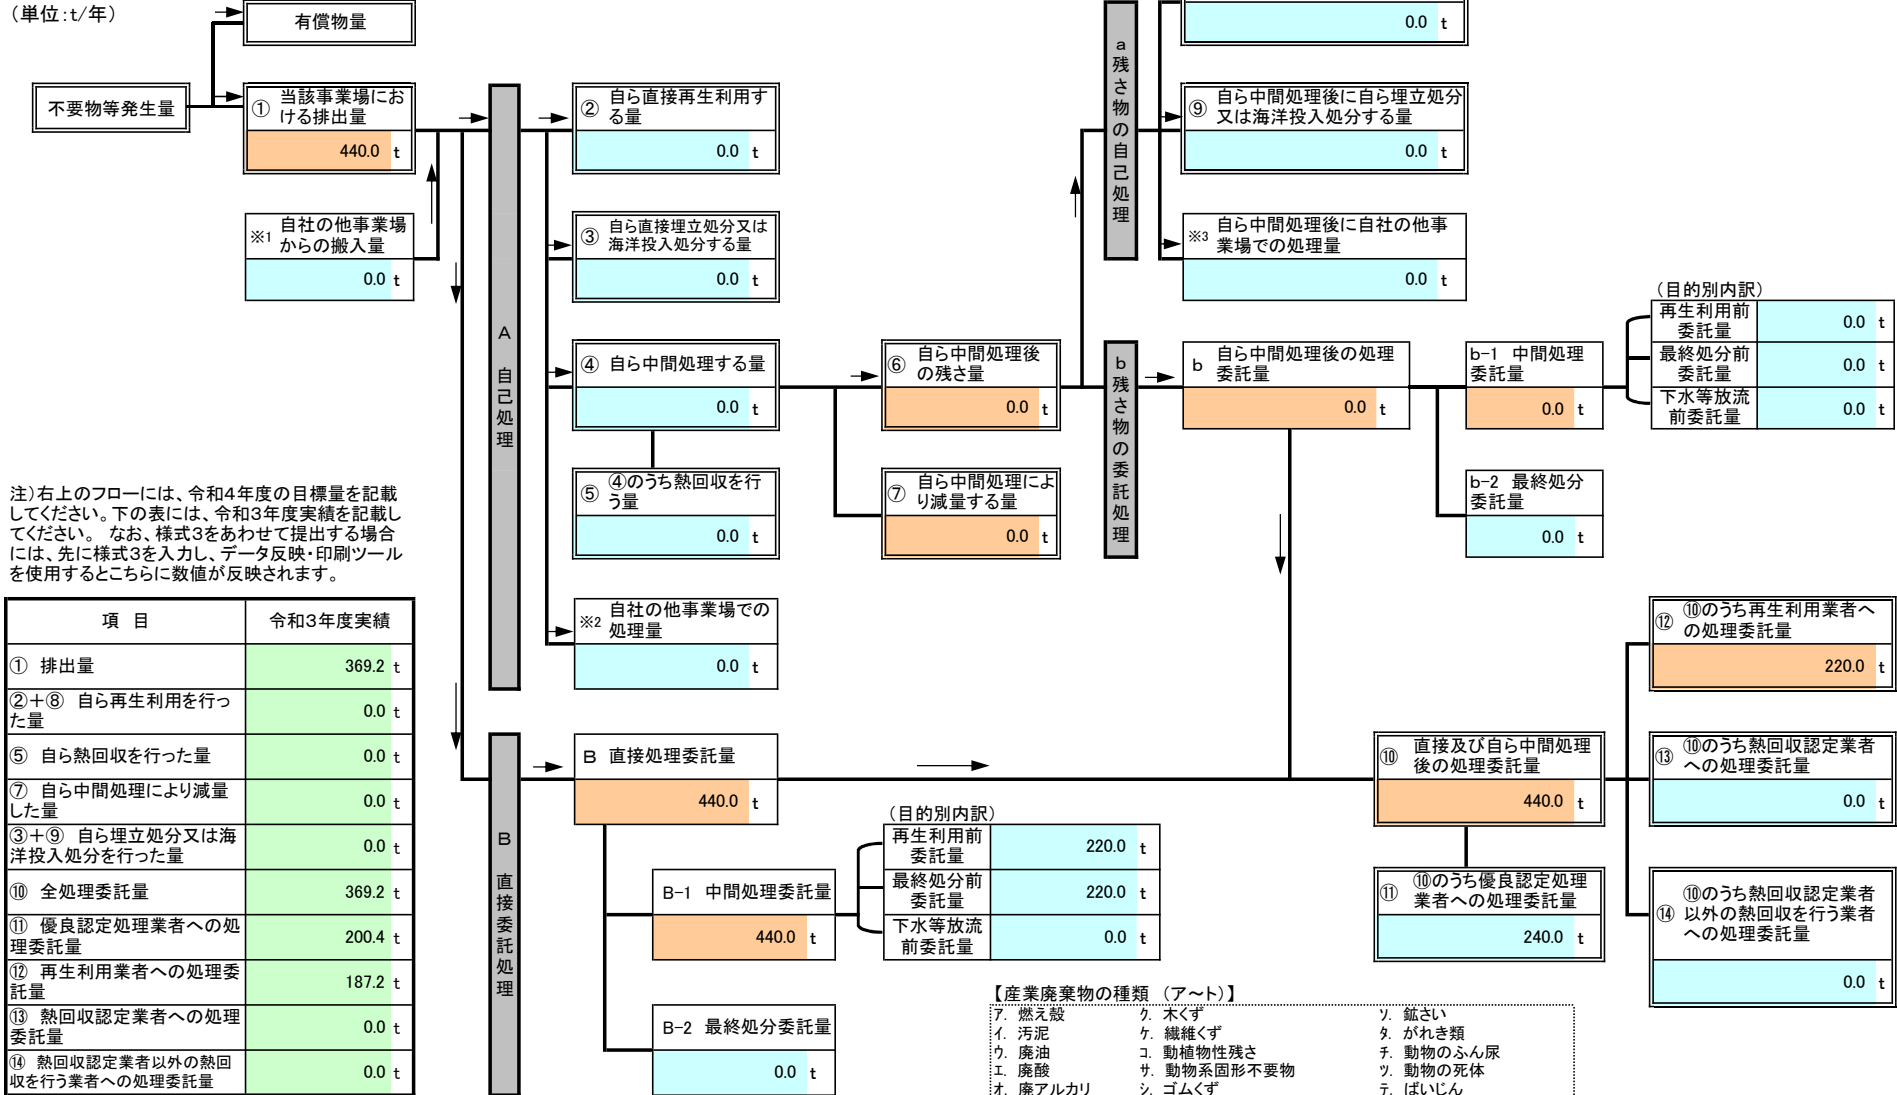 （単位：t/年）
有償物量
不要物等発生量
① 当該事業場にお
ける排出量
440.0 t
※1 自社の他事業場
からの搬入量
0.0 t
A 自己処理
② 自ら直接再生利用す
る量
0.0 t
③ 自ら直接埋立処分又は
海洋投入処分する量
0.0 t
④ 自ら中間処理する量
0.0 t
⑤ ④のうち熱回収を行
う量
0.0 t
※2 自社の他事業場での
処理量
0.0 t
⑥ 自ら中間処理後
の残さ量
0.0 t
⑦ 自ら中間処理によ
り減量する量
0.0 t
a残さ物の自己処理
0.0 t
⑨ 自ら中間処理後に自ら埋立処分
又は海洋投入処分する量
0.0 t
※3 自ら中間処理後に自社の他事
業場での処理量
0.0 t
b残さ物の委託処理
b 自ら中間処理後の処理
委託量
0.0 t
b-1 中間処理
委託量
0.0 t
（目的別内訳）
再生利用前
委託量
0.0 t
最終処分前
委託量
0.0 t
下水等放流
前委託量
0.0 t
b-2 最終処分
委託量
0.0 t
注）右上のフローには、令和４年度の目標量を記載
してください。下の表には、令和３年度実績を記載し
てください。 なお、様式３をあわせて提出する場合
には、先に様式３を入力し、データ反映・印刷ツール
を使用するとこちらに数値が反映されます。
項 目 令和３年度実績
① 排出量 369.2 t
②＋⑧ 自ら再生利用を行っ
た量 0.0 t
⑤ 自ら熱回収を行った量 0.0 t
⑦ 自ら中間処理により減量
した量 0.0 t
③＋⑨ 自ら埋立処分又は海
洋投入処分を行った量 0.0 t
⑩ 全処理委託量 369.2 t
⑪ 優良認定処理業者への処
理委託量 200.4 t
⑫ 再生利用業者への処理委
託量 187.2 t
⑬ 熱回収認定業者への処理
委託量 0.0 t
⑭ 熱回収認定業者以外の熱回
収を行う業者への処理委託量 0.0 t
B 直接委託処理
B 直接処理委託量
440.0 t
B-1 中間処理委託量
440.0 t
（目的別内訳）
再生利用前
委託量
220.0 t
最終処分前
委託量
220.0 t
下水等放流
前委託量
0.0 t
B-2 最終処分委託量
0.0 t
⑩ 直接及び自ら中間処理
後の処理委託量
440.0 t
⑪ ⑩のうち優良認定処理
業者への処理委託量
240.0 t
⑫ ⑩のうち再生利用業者へ
の処理委託量
220.0 t
⑬ ⑩のうち熱回収認定業者
への処理委託量
0.0 t
⑭ ⑩のうち熱回収認定業者
以外の熱回収を行う業者
への処理委託量
0.0 t
【産業廃棄物の種類 （ア～ト）】
ア. 燃え殻 ク. 木くず ソ. 鉱さい
イ. 汚泥 ケ. 繊維くず タ. がれき類
ウ. 廃油 コ. 動植物性残さ チ. 動物のふん尿
エ. 廃酸 サ. 動物系固形不要物 ツ. 動物の死体
オ. 廃アルカリ シ. ゴムくず テ. ばいじん